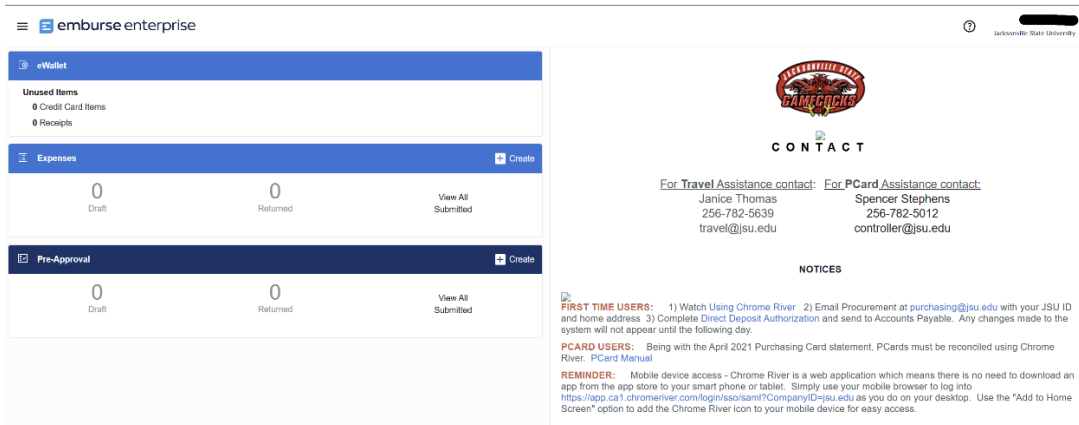 emburse enterprise
Jacksonville State University
eWallet
Unused Items
0 Credit Card Items
0 Receipts
Expenses
Create
0
Draft
0
Returned
View All
Submitted
Pre-Approval
Create
0
Draft
0
Returned
View All
Submitted
JACKSONVILLE STATE
GAMECOCKS
CONTACT
For Travel Assistance contact: For PCard Assistance contact:
Janice Thomas Spencer Stephens
256-782-5639 256-782-5012
travel@jsu.edu controller@jsu.edu
NOTICES
FIRST TIME USERS: 1) Watch Using Chrome River 2) Email Procurement at purchasing@jsu.edu with your JSU ID
and home address 3) Complete Direct Deposit Authorization and send to Accounts Payable. Any changes made to the
system will not appear until the following day.
PCARD USERS: Being with the April 2021 Purchasing Card statement, PCards must be reconciled using Chrome
River. PCard Manual
REMINDER: Mobile device access - Chrome River is a web application which means there is no need to download an
app from the app store to your smart phone or tablet. Simply use your mobile browser to log into
https://app.ca1.chromeriver.com/login/sso/saml?CompanyID=jsu.edu as you do on your desktop. Use the "Add to Home
Screen" option to add the Chrome River icon to your mobile device for easy access.